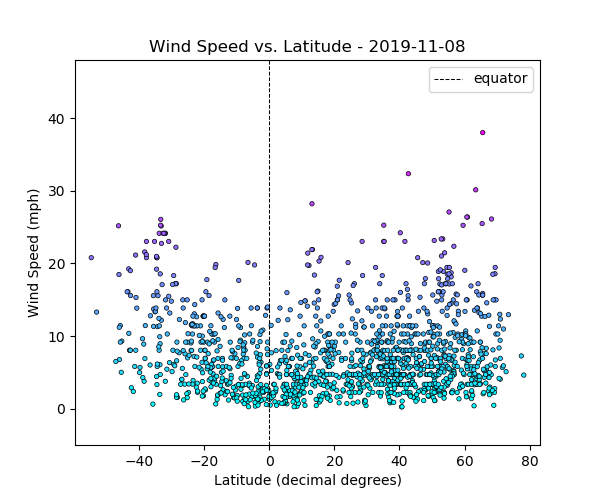 Wind Speed vs. Latitude - 2019-11-08
equator
40
30
20
10
0
Wind Speed (mph)
−40 −20 0 20 40 60 80
Latitude (decimal degrees)